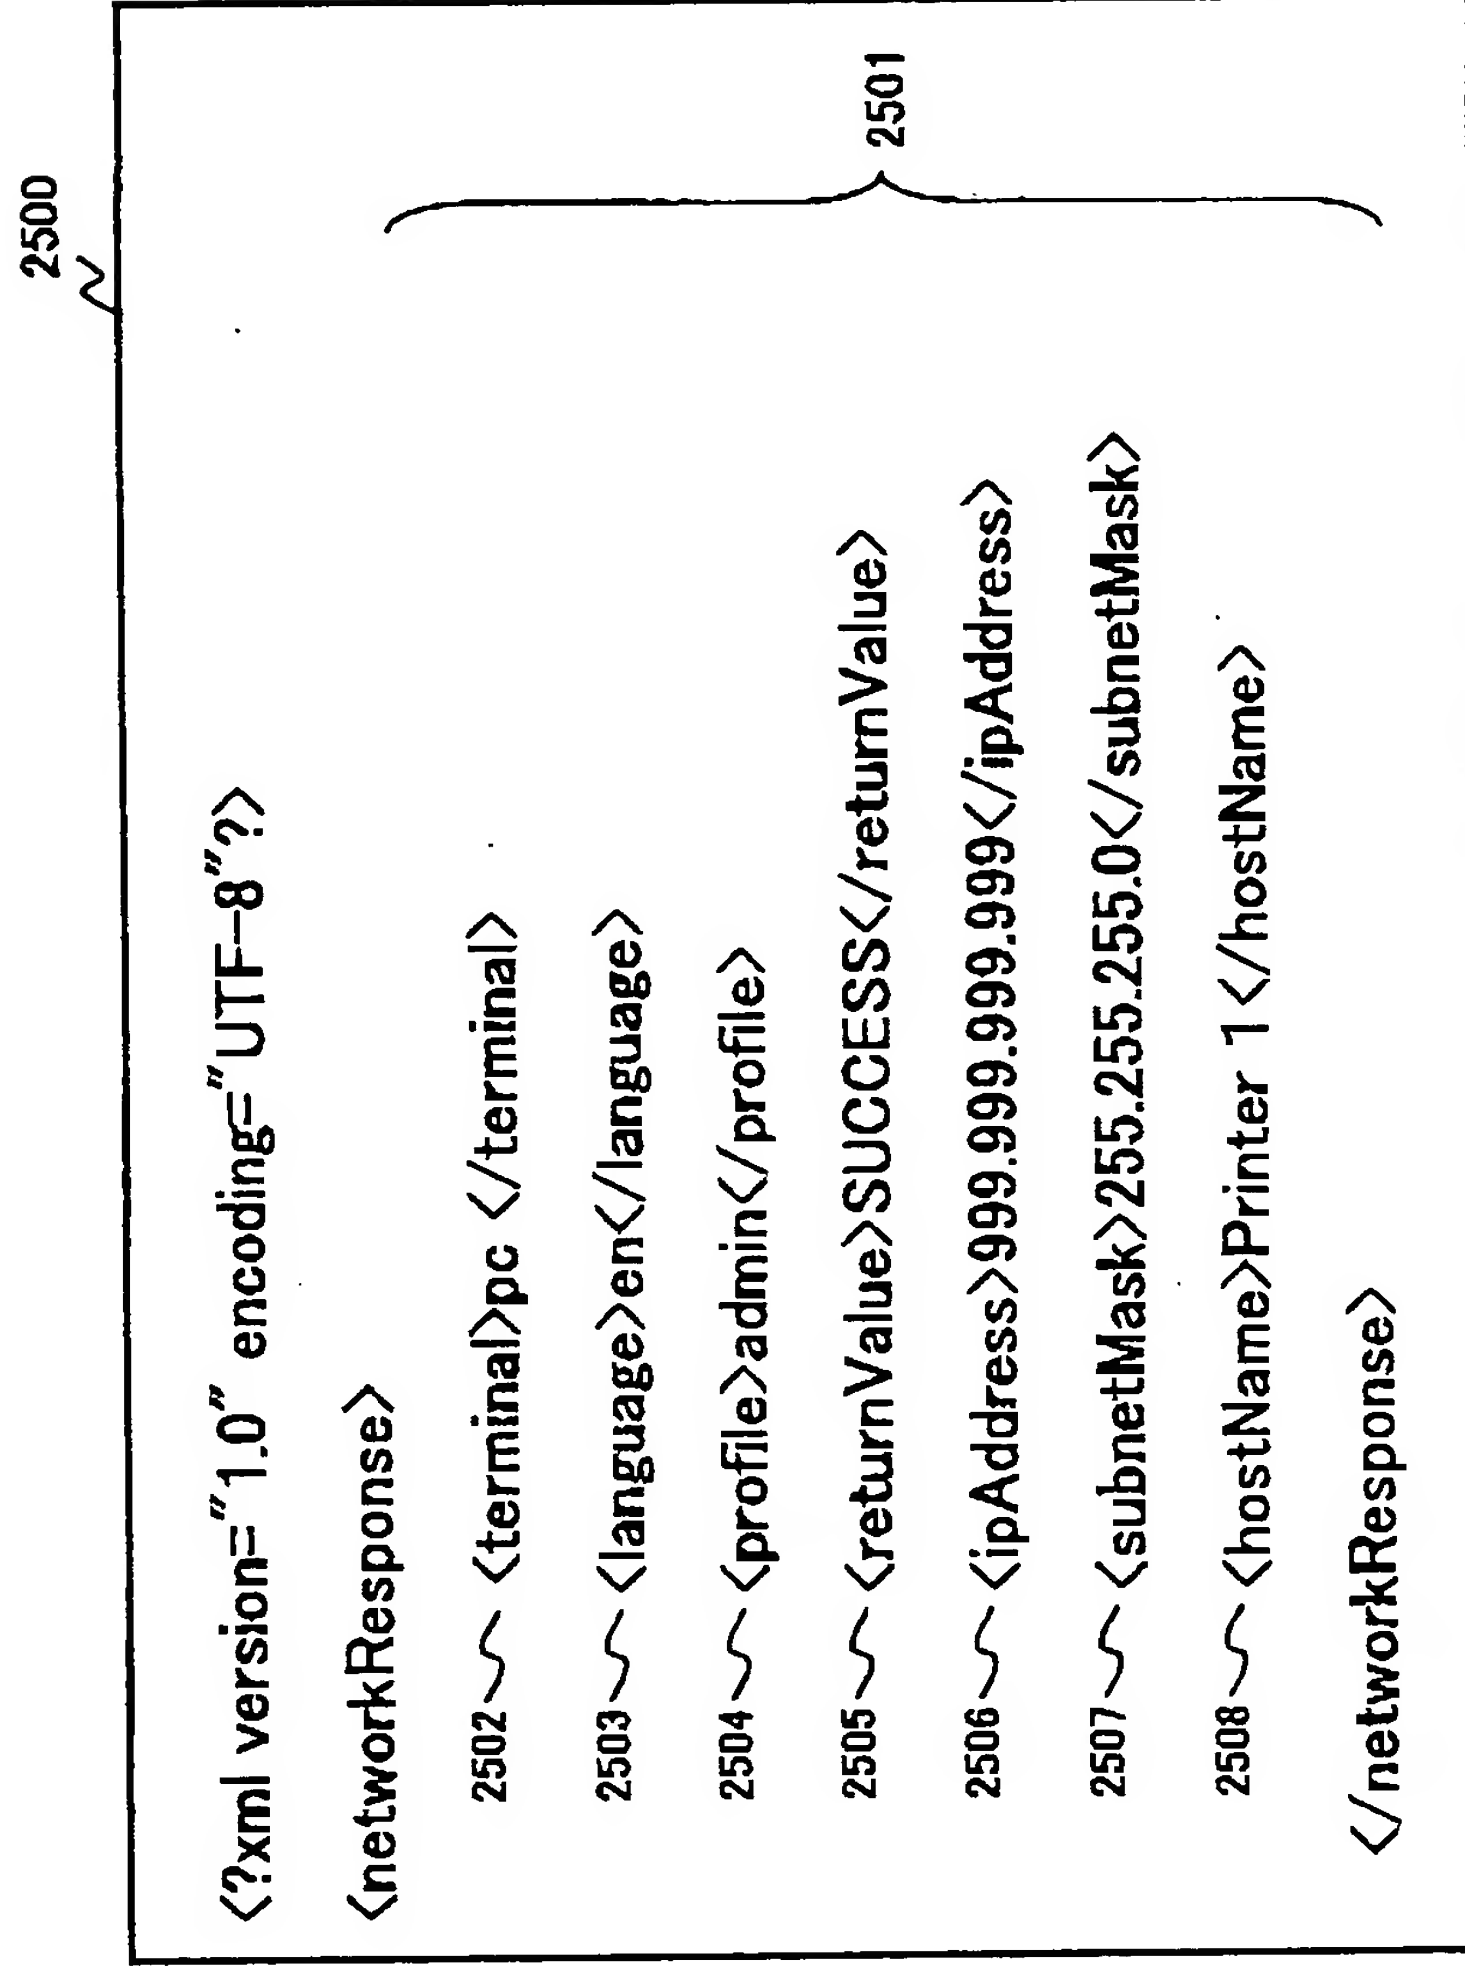 2500
<?xml version="1.0" encoding="UTF-8"?>
<networkResponse>
2502 <terminal>pc </terminal>
2503 <language>en</language>
2504 <profile>admin</profile>
2505 <returnValue>SUCCESS</returnValue>
2506 <ipAddress>999.999.999.999</ipAddress>
2507 <subnetMask>255.255.255.0</subnetMask>
2508 <hostName>Printer 1</hostName>
</networkResponse>
2501